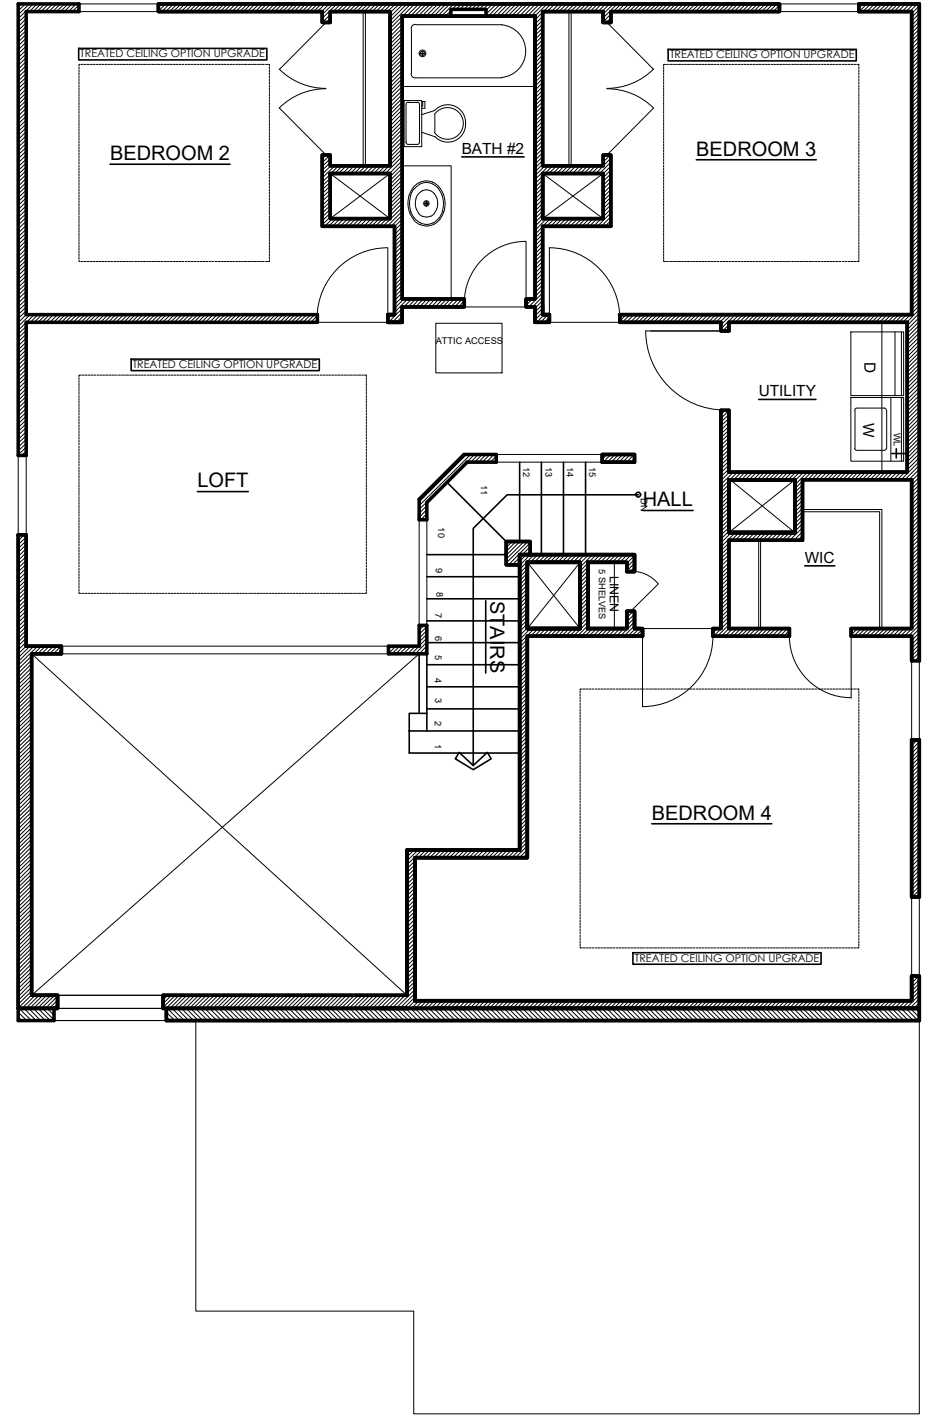 TREATED CEILING OPTION UPGRADE
TREATED CEILING OPTION UPGRADE
BEDROOM 2
BATH #2
BEDROOM 3
ATTIC ACCESS
TREATED CEILING OPTION UPGRADE
D
UTILITY
W
WL
LOFT
15
14
13
12
11
10
9
8
7
6
5
4
3
2
1
HALL
WIC
LINEN
5 SHELVES
STAIRS
BEDROOM 4
TREATED CEILING OPTION UPGRADE